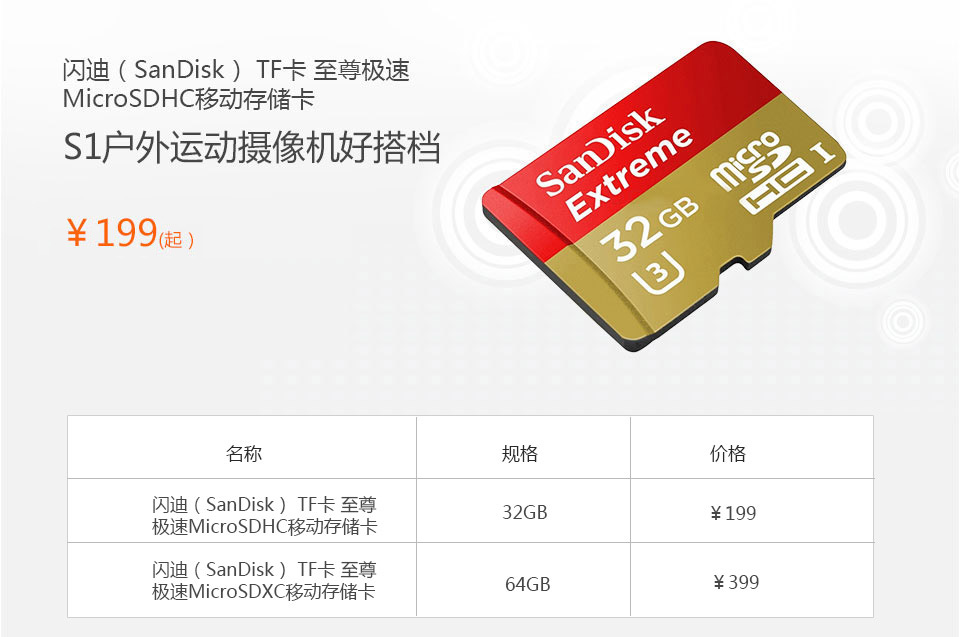 闪迪（SanDisk） TF卡 至尊极速
MicroSDHC移动存储卡
S1户外运动摄像机好搭档
￥199(起）
SanDisk
Extreme
32GB
U3
micro
SD
HC I
名称 规格 价格
闪迪（SanDisk） TF卡 至尊
极速MicroSDHC移动存储卡
32GB
￥199
闪迪（SanDisk） TF卡 至尊
极速MicroSDXC移动存储卡
64GB
￥399